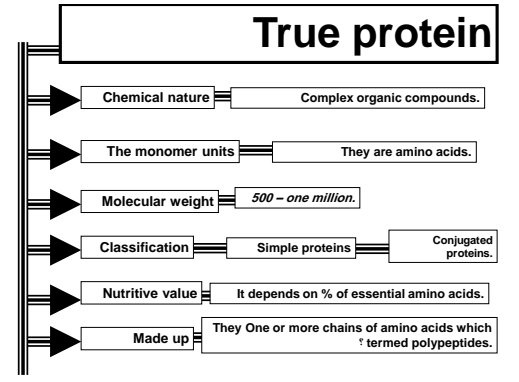 True protein
Chemical nature
Complex organic compounds.
The monomer units
They are amino acids.
Molecular weight
500 – one million.
Classification
Simple proteins
Conjugated
proteins.
Nutritive value
It depends on % of essential amino acids.
Made up
They One or more chains of amino acids which
؟ termed polypeptides.